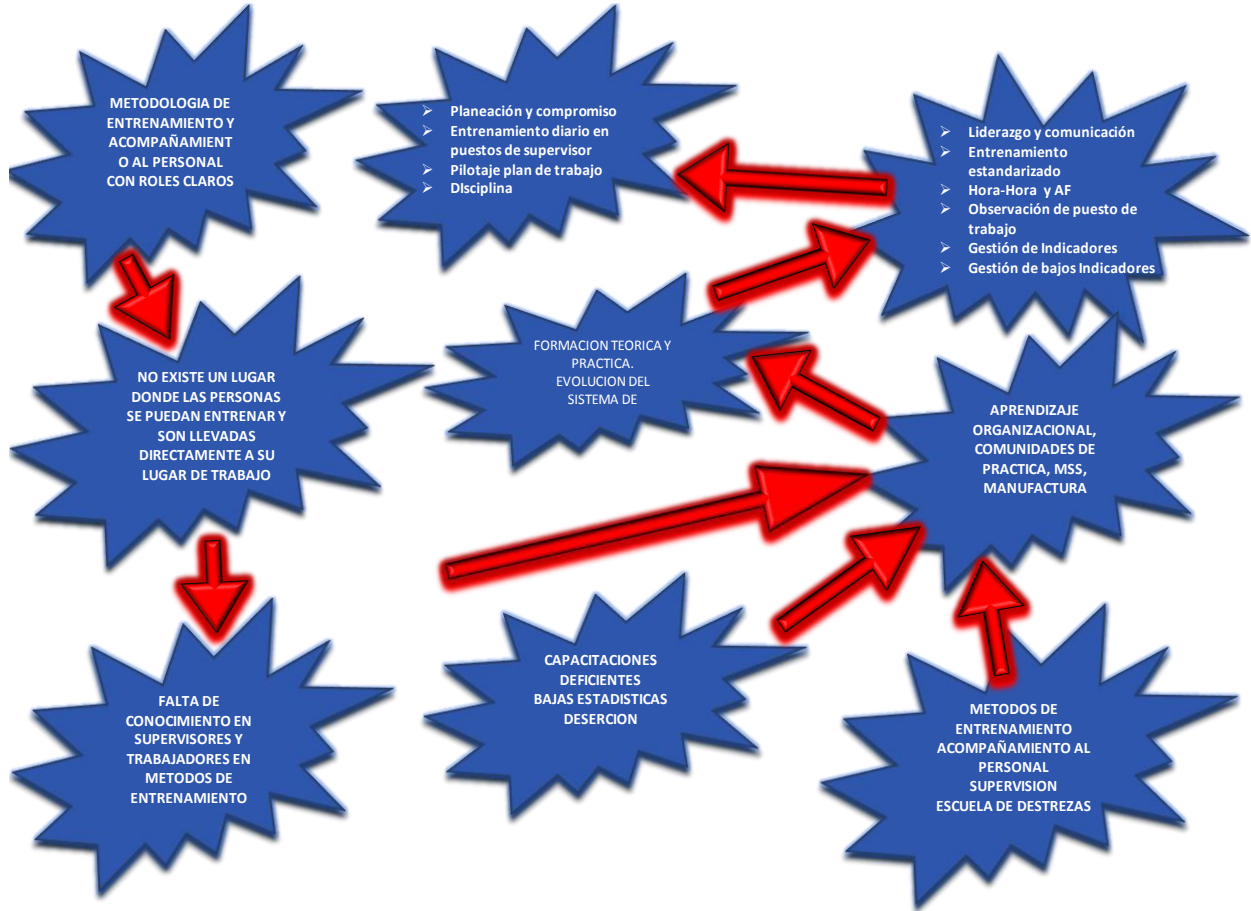 METODOLOGIA DE
ENTRENAMIENTO Y
ACOMPAÑAMIENT
O AL PERSONAL
CON ROLES CLAROS
➢ Planeación y compromiso
➢ Entrenamiento diario en
puestos de supervisor
➢ Pilotaje plan de trabajo
➢ DIsciplina
➢ Liderazgo y comunicación
➢ Entrenamiento
estandarizado
➢ Hora-Hora y AF
➢ Observación de puesto de
trabajo
➢ Gestión de Indicadores
➢ Gestión de bajos Indicadores
NO EXISTE UN LUGAR
DONDE LAS PERSONAS
SE PUEDAN ENTRENAR Y
SON LLEVADAS
DIRECTAMENTE A SU
LUGAR DE TRABAJO
FORMACION TEORICA Y
PRACTICA.
EVOLUCION DEL
SISTEMA DE
APRENDIZAJE
ORGANIZACIONAL,
COMUNIDADES DE
PRACTICA, MSS,
MANUFACTURA
FALTA DE
CONOCIMIENTO EN
SUPERVISORES Y
TRABAJADORES EN
METODOS DE
ENTRENAMIENTO
CAPACITACIONES
DEFICIENTES
BAJAS ESTADISTICAS
DESERCION
METODOS DE
ENTRENAMIENTO
ACOMPAÑAMIENTO AL
PERSONAL
SUPERVISION
ESCUELA DE DESTREZAS